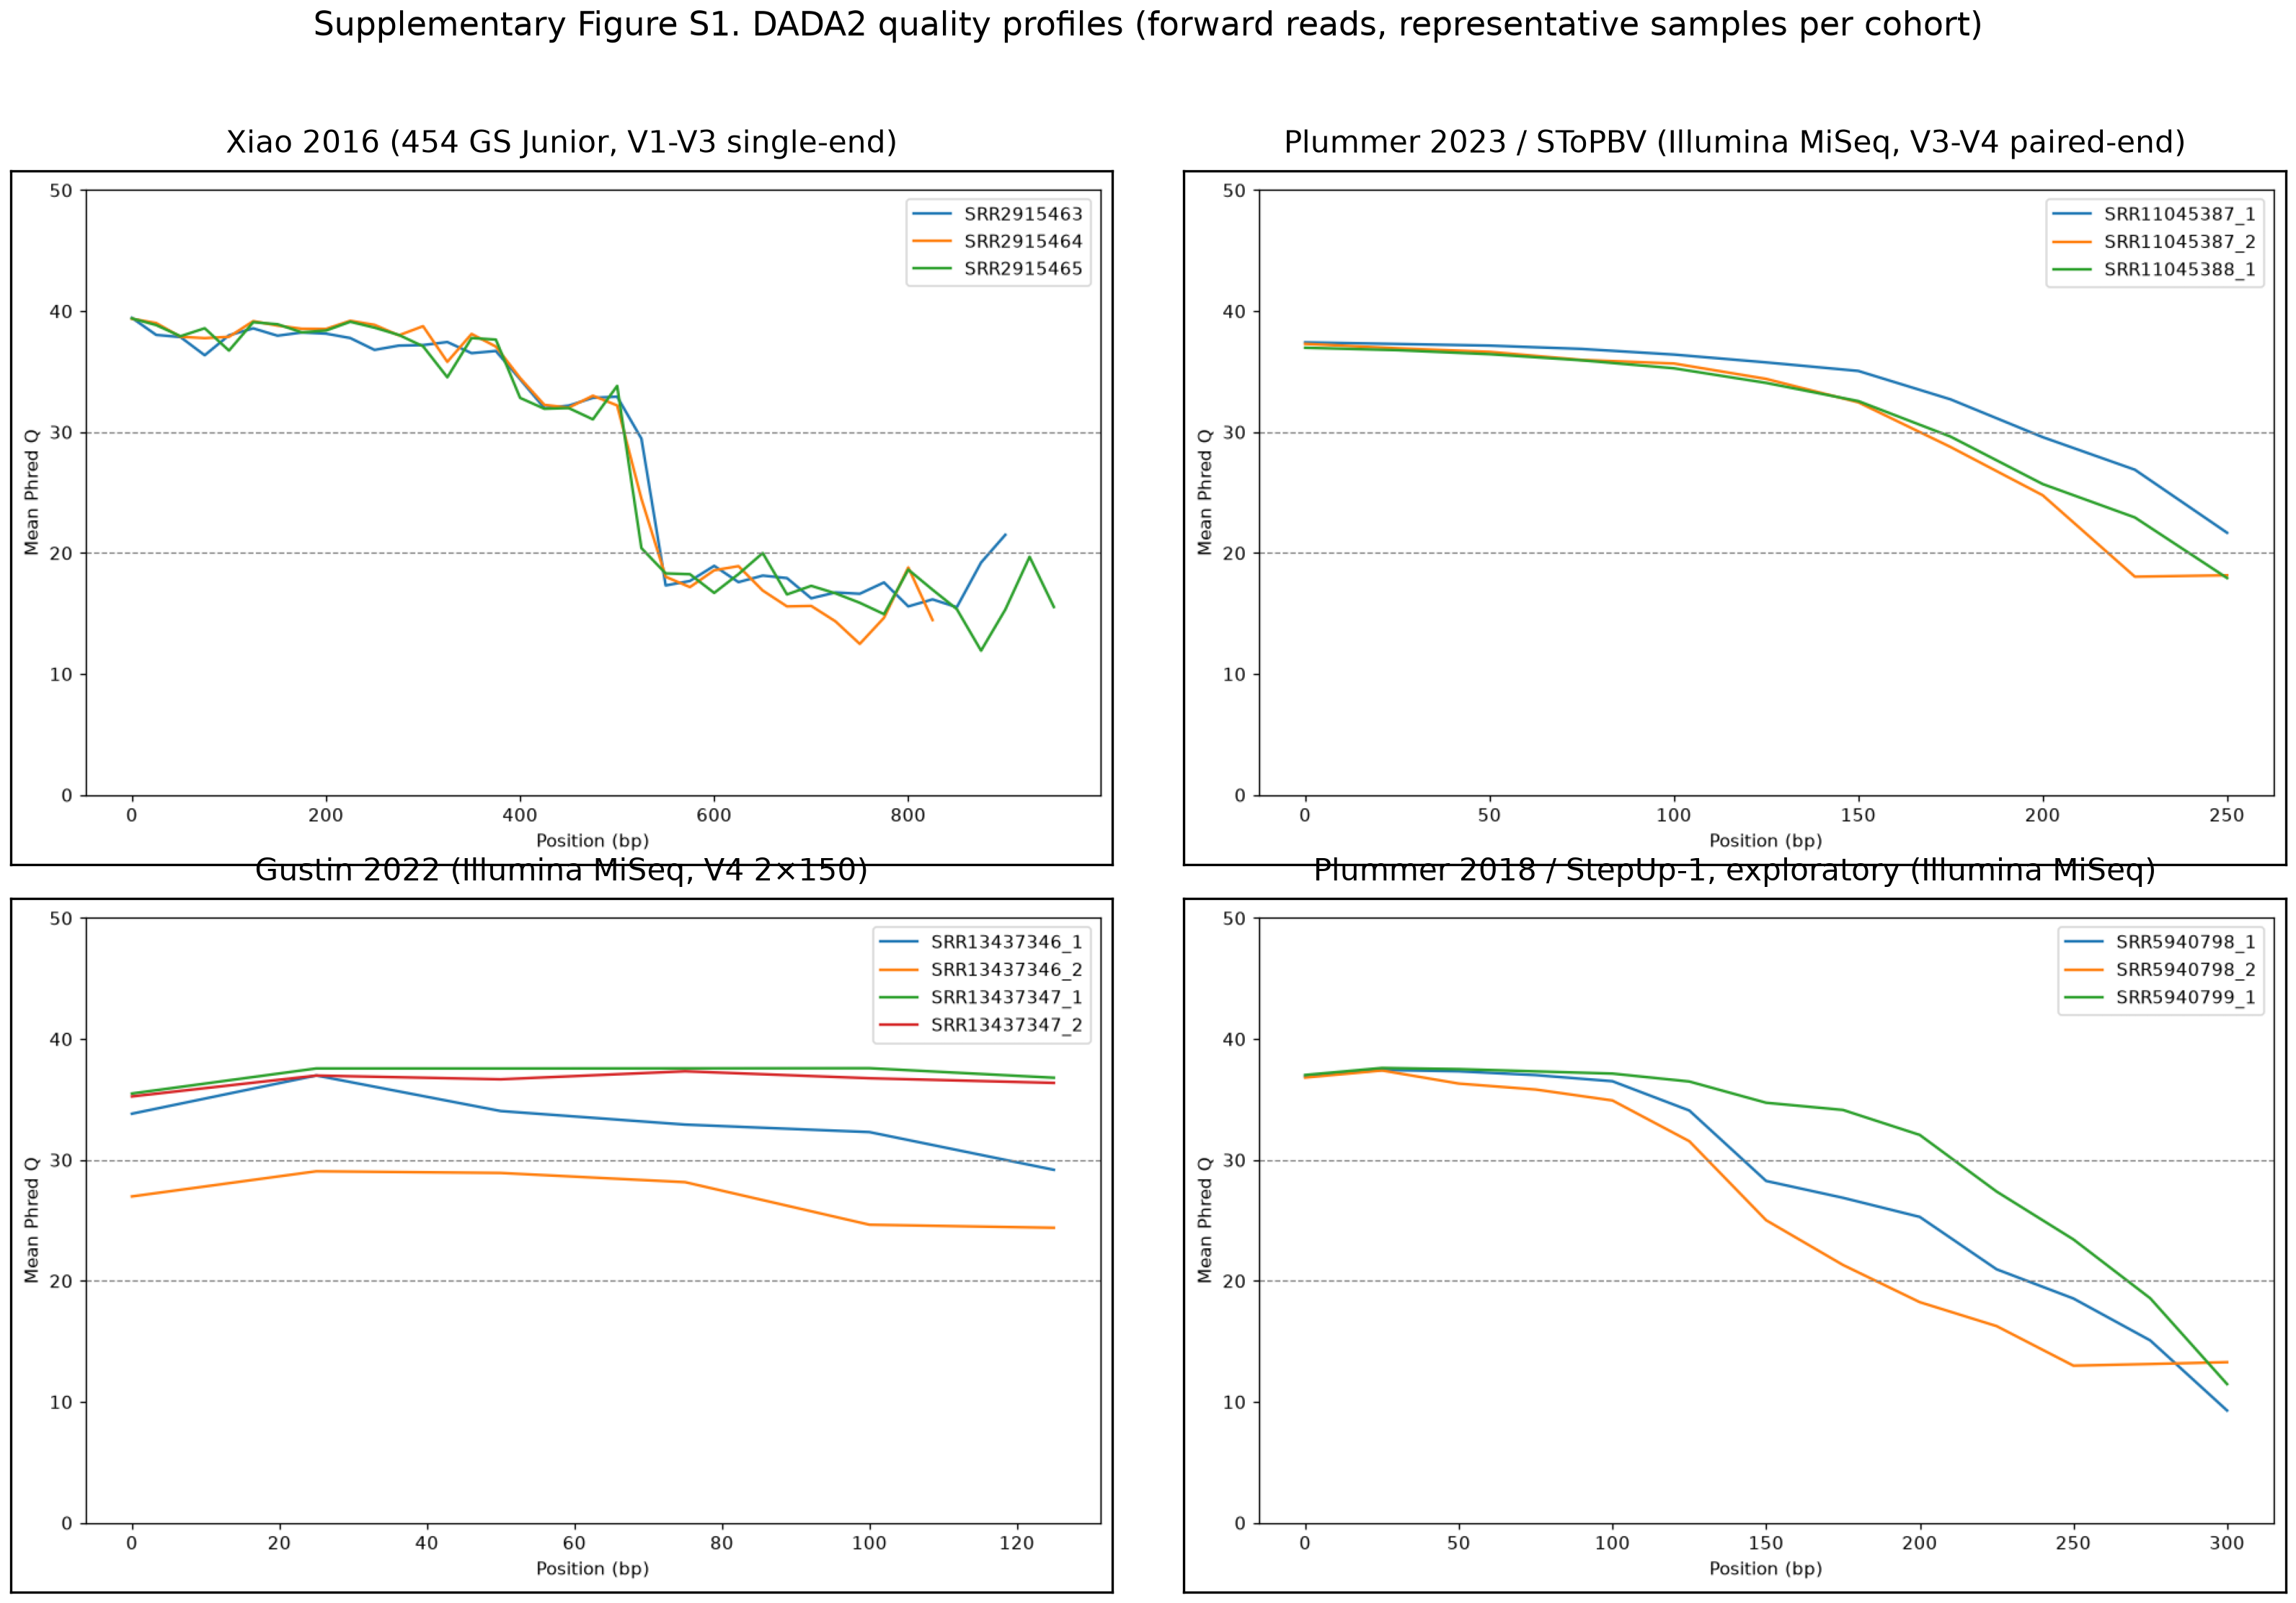 Supplementary Figure S1. DADA2 quality profiles (forward reads, representative samples per cohort)
Xiao 2016 (454 GS Junior, V1-V3 single-end)
50
40
30
20
10
0
Mean Phred Q
SRR2915463
SRR2915464
SRR2915465
0 200 400 600 800
Position (bp)
Plummer 2023 / SToPBV (Illumina MiSeq, V3-V4 paired-end)
50
40
30
20
10
0
Mean Phred Q
SRR11045387_1
SRR11045387_2
SRR11045388_1
0 50 100 150 200 250
Position (bp)
Gustin 2022 (Illumina MiSeq, V4 2×150)
50
40
30
20
10
0
Mean Phred Q
SRR13437346_1
SRR13437346_2
SRR13437347_1
SRR13437347_2
0 20 40 60 80 100 120
Position (bp)
Plummer 2018 / StepUp-1, exploratory (Illumina MiSeq)
50
40
30
20
10
0
Mean Phred Q
SRR5940798_1
SRR5940798_2
SRR5940799_1
0 50 100 150 200 250 300
Position (bp)